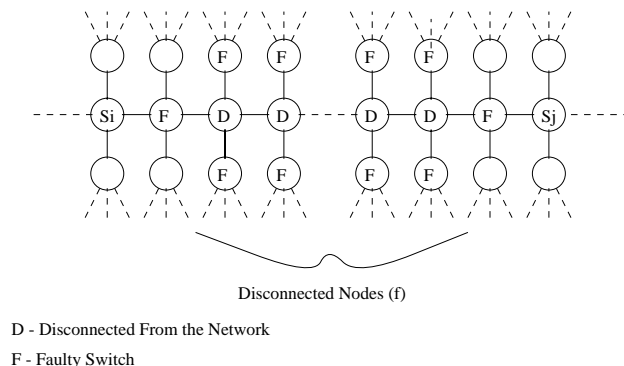 F F F F
Si F D D D D F Sj
F F F F
Disconnected Nodes (f)
D - Disconnected From the Network
F - Faulty Switch